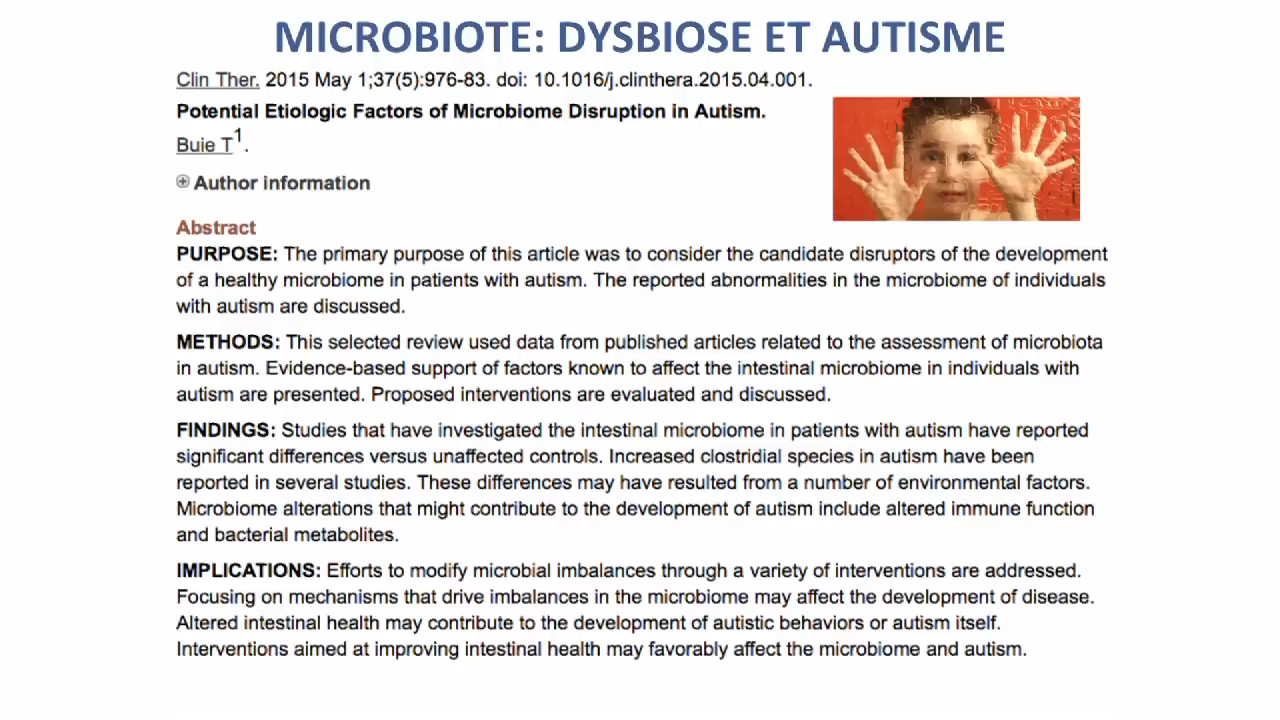 MICROBIOTE: DYSBIOSE ET AUTISME
Clin Ther. 2015 May 1;37(5):976-83. doi: 10.1016/j.clinthera.2015.04.001.
Potential Etiologic Factors of Microbiome Disruption in Autism.
Buie T1.
Author information
Abstract
PURPOSE: The primary purpose of this article was to consider the candidate disruptors of the development
of a healthy microbiome in patients with autism. The reported abnormalities in the microbiome of individuals
with autism are discussed.
METHODS: This selected review used data from published articles related to the assessment of microbiota
in autism. Evidence-based support of factors known to affect the intestinal microbiome in individuals with
autism are presented. Proposed interventions are evaluated and discussed.
FINDINGS: Studies that have investigated the intestinal microbiome in patients with autism have reported
significant differences versus unaffected controls. Increased clostridial species in autism have been
reported in several studies. These differences may have resulted from a number of environmental factors.
Microbiome alterations that might contribute to the development of autism include altered immune function
and bacterial metabolites.
IMPLICATIONS: Efforts to modify microbial imbalances through a variety of interventions are addressed.
Focusing on mechanisms that drive imbalances in the microbiome may affect the development of disease.
Altered intestinal health may contribute to the development of autistic behaviors or autism itself.
Interventions aimed at improving intestinal health may favorably affect the microbiome and autism.